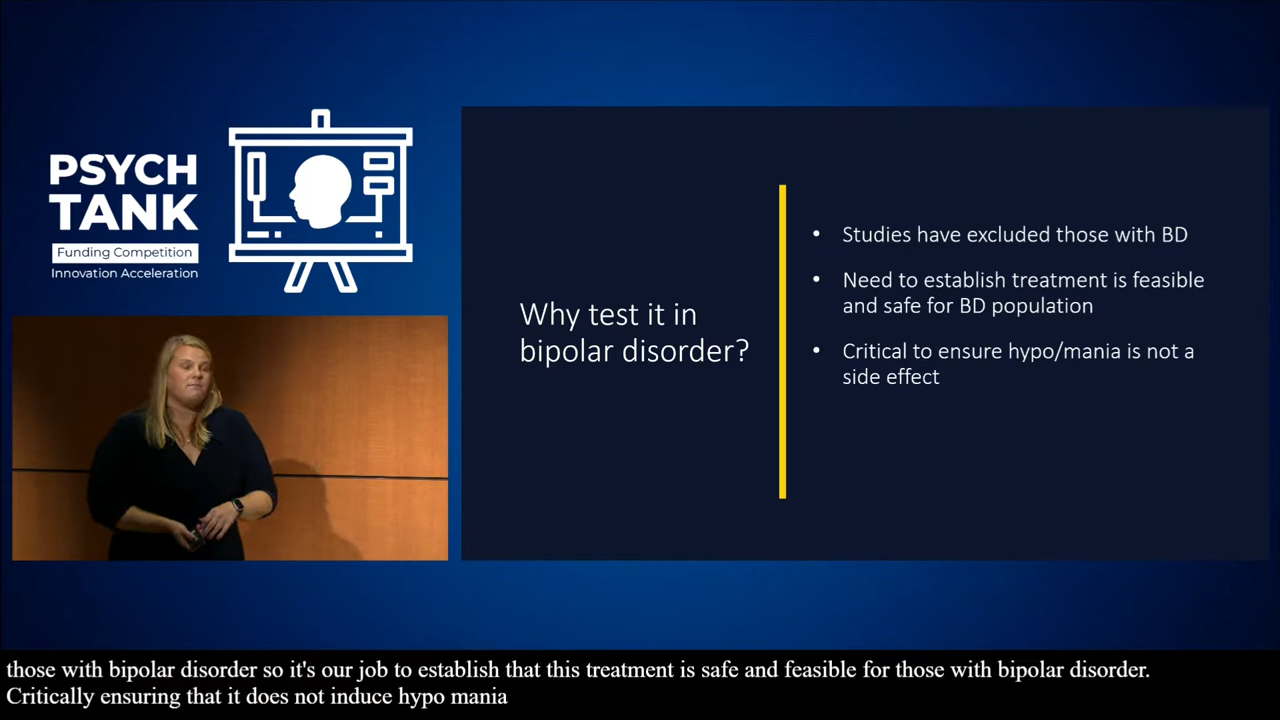 PSYCH
TANK
Funding Competition
Innovation Acceleration
Why test it in
bipolar disorder?
• Studies have excluded those with BD
• Need to establish treatment is feasible
and safe for BD population
• Critical to ensure hypo/mania is not a
side effect
those with bipolar disorder so it's our job to establish that this treatment is safe and feasible for those with bipolar disorder.
Critically ensuring that it does not induce hypo mania